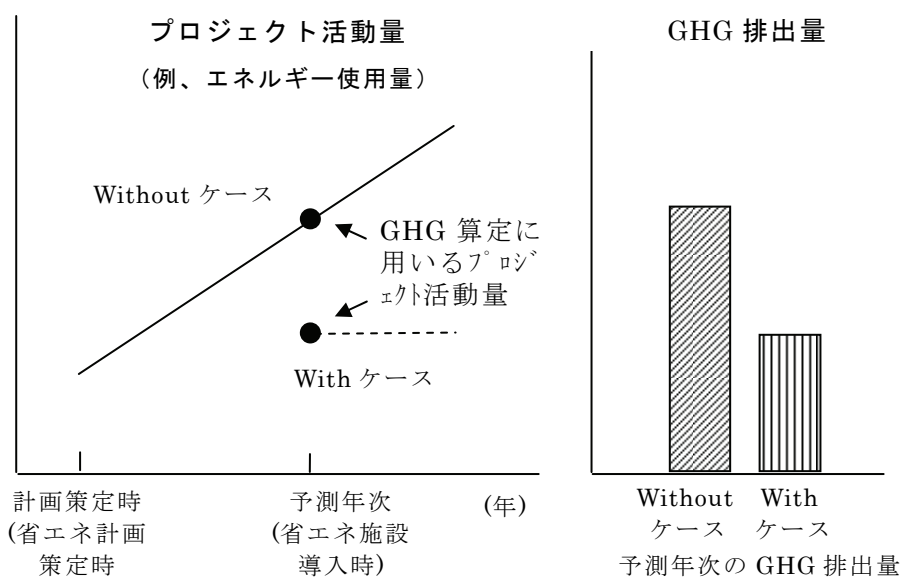 プロジェクト活動量
(例、エネルギー使用量)
Without ケース
GHG 算定に
用いるﾌﾟﾛｼﾞ
ｪｸﾄ活動量
With ケース
計画策定時
(省エネ計画
策定時
予測年次
(省エネ施設
導入時)
(年)
GHG 排出量
Without
ケース
With
ケース
予測年次の GHG 排出量